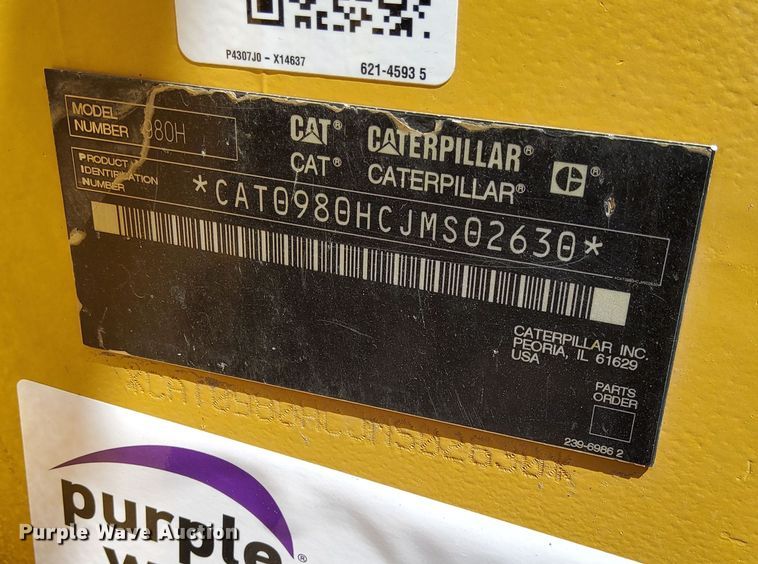 P4307J0 - X14637
621-4593 5
MODEL NUMBER 980H
CAT® CATERPILLAR®
CAT® CATERPILLAR®
PRODUCT IDENTIFICATION NUMBER
*CAT0980HCJMS02630*
CATERPILLAR INC.
PEORIA, IL 61629
USA
PARTS ORDER
239-6986 2
*CAT0980HCJMS02630*
purple
Purple Wave Auction